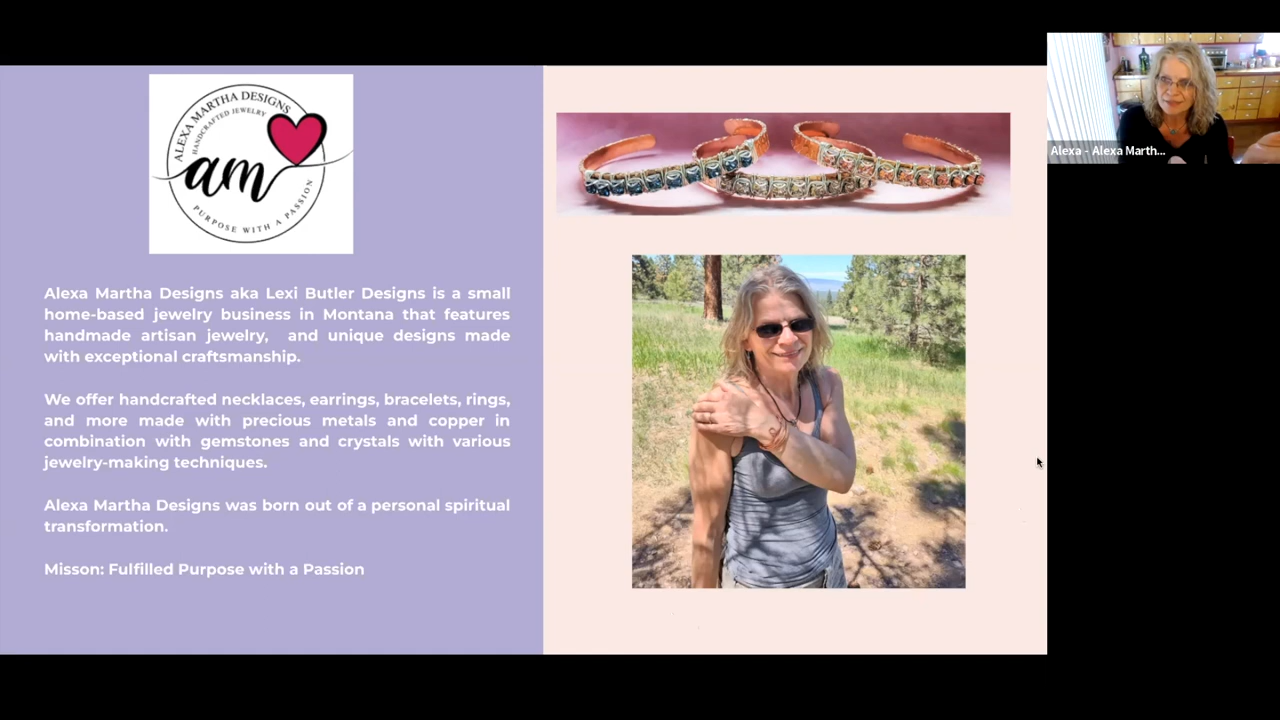 ALEXA MARTHA DESIGNS
HANDCRAFTED JEWELRY
am
PURPOSE WITH A PASSION
Alexa Martha Designs aka Lexi Butler Designs is a small
home-based jewelry business in Montana that features
handmade artisan jewelry, and unique designs made
with exceptional craftsmanship.
We offer handcrafted necklaces, earrings, bracelets, rings,
and more made with precious metals and copper in
combination with gemstones and crystals with various
jewelry-making techniques.
Alexa Martha Designs was born out of a personal spiritual
transformation.
Misson: Fulfilled Purpose with a Passion
Alexa - Alexa Marth...